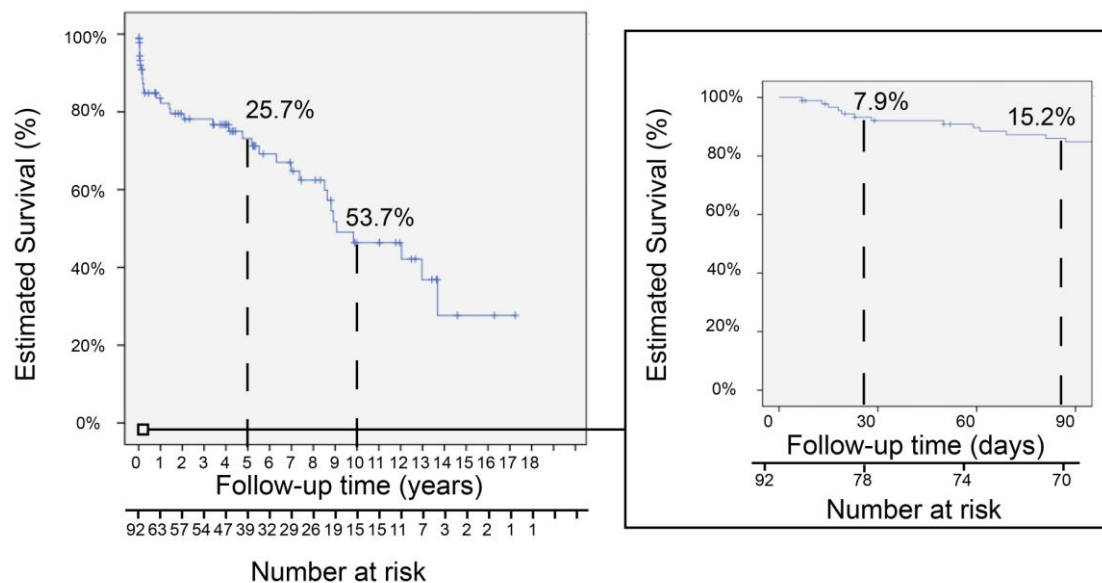 Estimated Survival (%)
100%
80%
60%
40%
20%
0%
25.7%
53.7%
0 1 2 3 4 5 6 7 8 9 10 11 12 13 14 15 16 17 18
Follow-up time (years)
92 63 57 54 47 39 32 29 26 19 15 15 11 7 3 2 2 1 1
Number at risk
Estimated Survival (%)
100%
80%
60%
40%
20%
0%
7.9%
15.2%
0 30 60 90
Follow-up time (days)
92 78 74 70
Number at risk